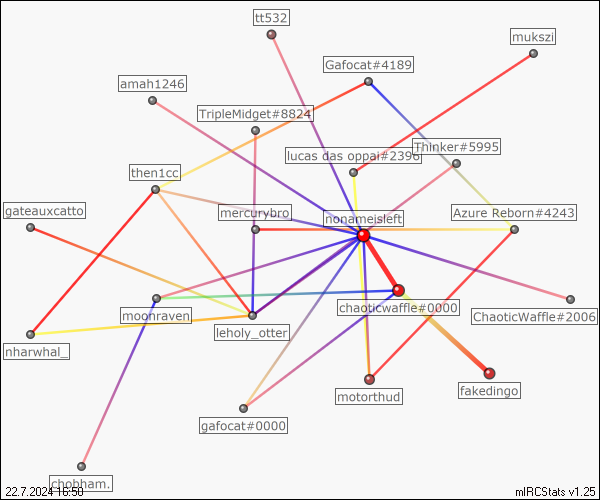 tt532
mukszi
Gafocat#4189
amah1246
TripleMidget#8824
Thinker#5995
lucas das oppai#2396
then1cc
gateauxcatto
mercurybro
nonameisleft
Azure Reborn#4243
moonraven
chaoticwaffle#0000
ChaoticWaffle#2006
leholy_otter
nharwhal_
fakedingo
motorthud
gafocat#0000
chobham.
22.7.2024 16:50
mIRCStats v1.25